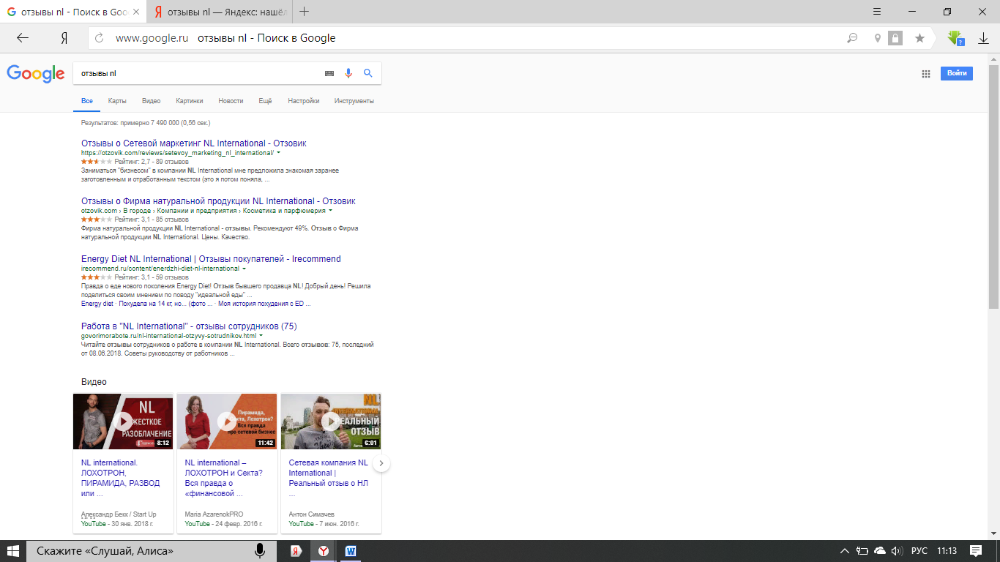 отзывы nl - Поиск в Goo
отзывы nl — Яндекс: нашёл
www.google.ru отзывы nl - Поиск в Google
Google
отзывы nl
Войти
Все Карты Видео Картинки Новости Ещё Настройки Инструменты
Результатов: примерно 7 490 000 (0,56 сек.)
Отзывы о Сетевой маркетинг NL International - Отзовик
https://otzovik.com/reviews/setevoy_marketing_nl_international/
Рейтинг: 2,7 - 89 отзывов
Заниматься "бизнесом" в компании NL International мне предложила знакомая заранее
заготовленным и отработанным текстом (это я потом поняла, ...
Отзывы о Фирма натуральной продукции NL International - Отзовик
otzovik.com › В городе › Компании и предприятия › Косметика и парфюмерия
Рейтинг: 3,1 - 85 отзывов
Фирма натуральной продукции NL International - отзывы. Рекомендуют 49%. Отзыв о Фирма
натуральной продукции NL International. Цены. Качество.
Energy Diet NL International | Отзывы покупателей - Irecommend
irecommend.ru/content/enerdzhi-diet-nl-international
Рейтинг: 3,1 - 59 отзывов
Правда о еде нового поколения Energy Diet! Отзыв бывшего продавца NL! Добрый день! Решила
поделиться своим мнением по поводу "идеальной еды" ...
Energy diet · Похудела на 14 кг, но... (фото ... · Моя история похудения с ED ...
Работа в "NL International" - отзывы сотрудников (75)
govorimorabote.ru/nl-international-otzyvy-sotrudnikov.html
Читайте отзывы сотрудников о работе в компании NL International. Всего отзывов: 75, последний
от 08.06.2018. Советы руководству от работников ...
Видео
NL
ЖЕСТКОЕ
РАЗОБЛАЧЕНИЕ
8:12
NL international.
ЛОХОТРОН,
ПИРАМИДА, РАЗВОД
или ...
Александр Бекк / Start Up
YouTube - 30 янв. 2018 г.
Пирамида,
Секта, Лохотрон?
Вся правда
про сетевой бизнес
11:42
NL international –
ЛОХОТРОН и Секта?
Вся правда о
«финансовой ...
Maria AzarenokPRO
YouTube - 24 февр. 2016 г.
NL
INTERNATIONAL
РЕАЛЬНЫЙ
ОТЗЫВ
6:01
Сетевая компания NL
International |
Реальный отзыв о НЛ
...
Антон Симачев
YouTube - 7 июн. 2016 г.
Скажите «Слушай, Алиса»
РУС 11:13